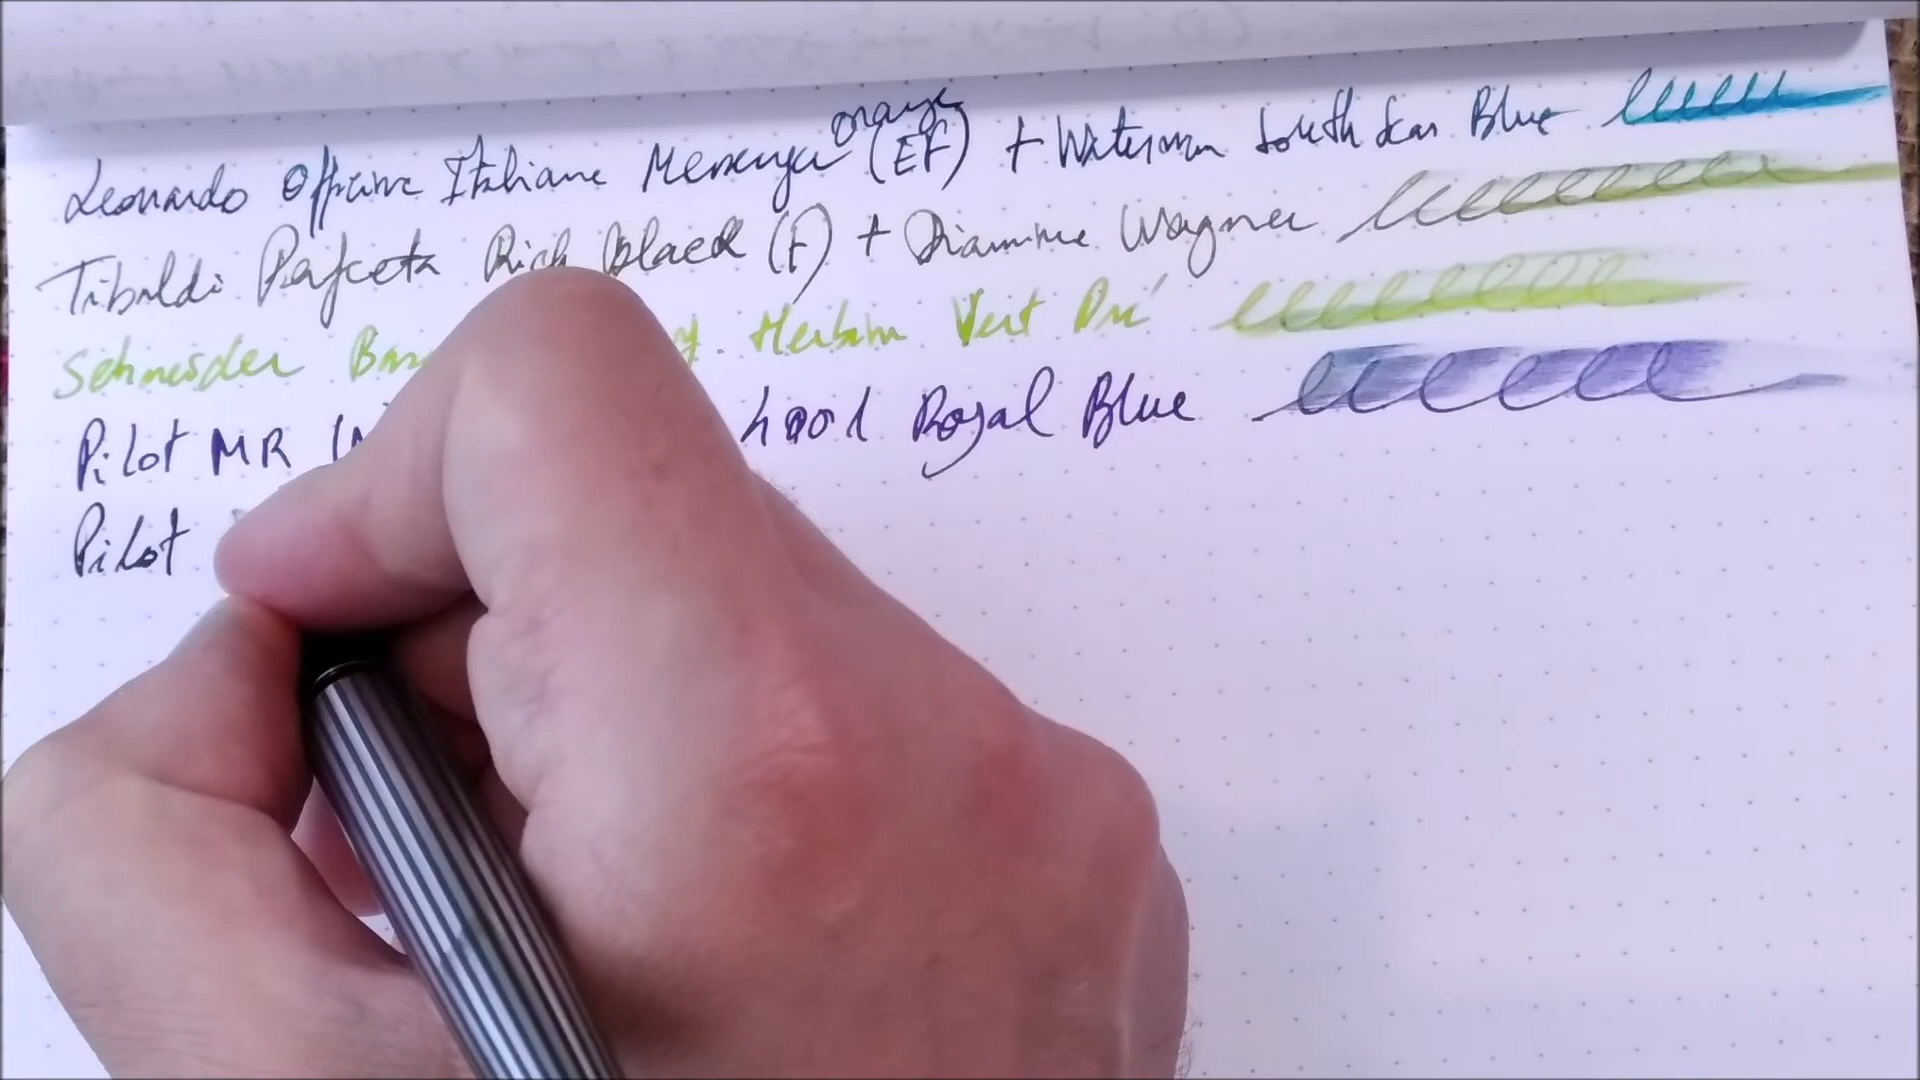 Leonardo Officina Italiana Messenger orange (EF) + Waterman South Seas Blue
Tibaldi Perfecta Rich Black (F) + Diamine Wagner
Schneider Herbin Vert Pré
Pilot MR 4001 Royal Blue
Pilot